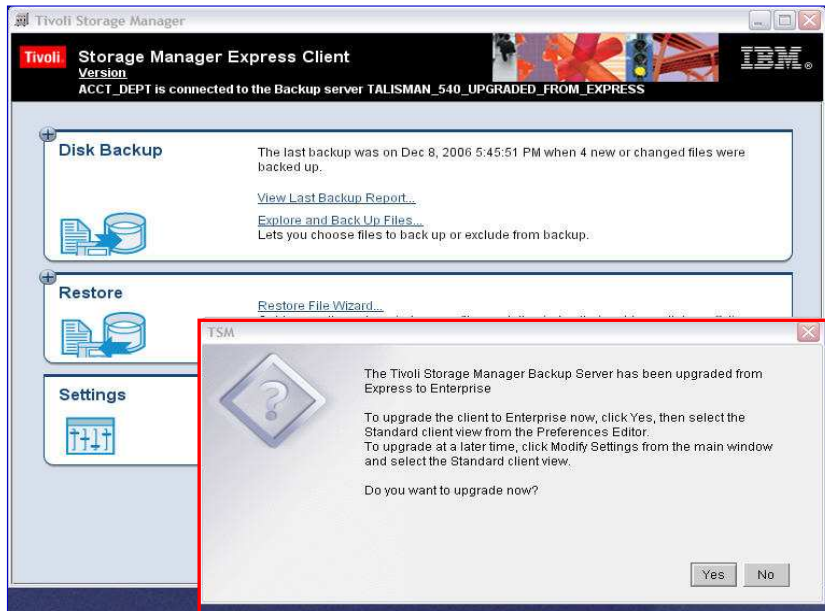 Tivoli Storage Manager
Tivoli.
Storage Manager Express Client
Version
ACCT_DEPT is connected to the Backup server TALISMAN_540_UPGRADED_FROM_EXPRESS
IBM®
Disk Backup
The last backup was on Dec 8, 2006 5:45:51 PM when 4 new or changed files were
backed up.
View Last Backup Report...
Explore and Back Up Files...
Lets you choose files to back up or exclude from backup.
Restore
Restore File Wizard...
Settings
TSM
The Tivoli Storage Manager Backup Server has been upgraded from
Express to Enterprise
To upgrade the client to Enterprise now, click Yes, then select the
Standard client view from the Preferences Editor.
To upgrade at a later time, click Modify Settings from the main window
and select the Standard client view.
Do you want to upgrade now?
Yes
No